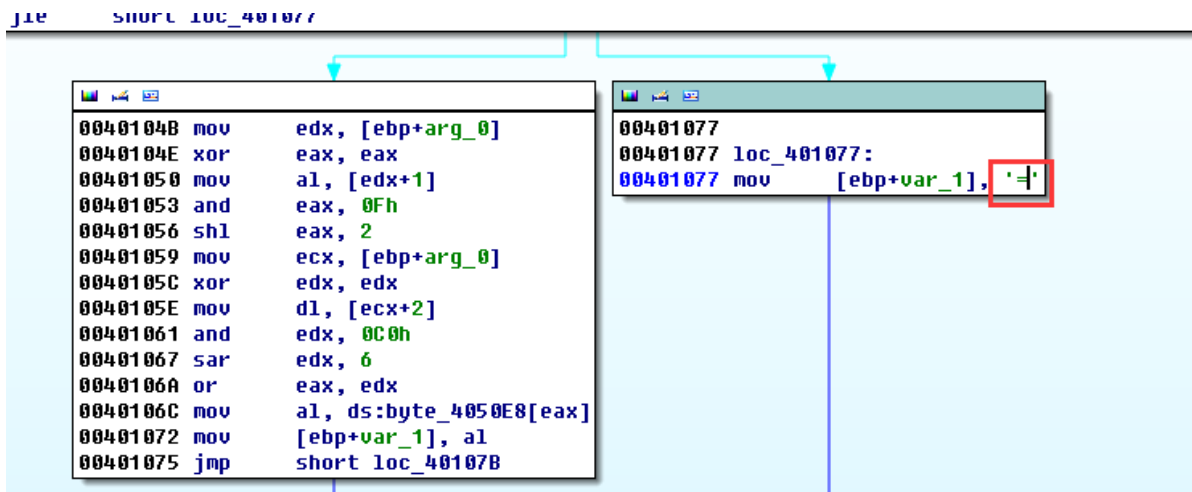 jle short loc_401077
0040104B mov edx, [ebp+arg_0]
0040104E xor eax, eax
00401050 mov al, [edx+1]
00401053 and eax, 0Fh
00401056 shl eax, 2
00401059 mov ecx, [ebp+arg_0]
0040105C xor edx, edx
0040105E mov dl, [ecx+2]
00401061 and edx, 0C0h
00401067 sar edx, 6
0040106A or eax, edx
0040106C mov al, ds:byte_4050E8[eax]
00401072 mov [ebp+var_1], al
00401075 jmp short loc_40107B
00401077
00401077 loc_401077:
00401077 mov [ebp+var_1], '='